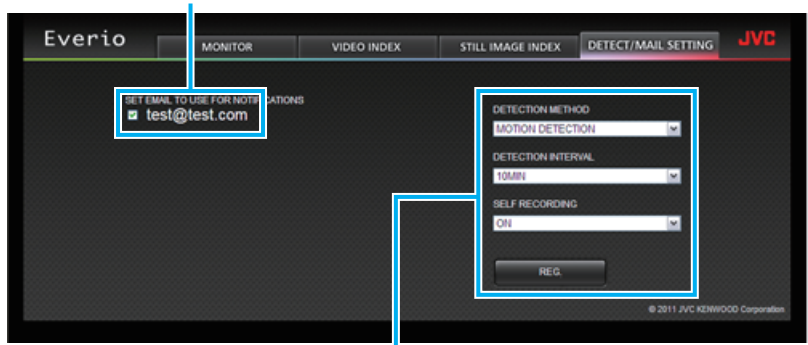 Everio
MONITOR
VIDEO INDEX
STILL IMAGE INDEX
DETECT/MAIL SETTING
JVC
SET EMAIL TO USE FOR NOTIFICATIONS
test@test.com
DETECTION METHOD
MOTION DETECTION
DETECTION INTERVAL
10MIN
SELF RECORDING
ON
REG.
© 2011 JVC KENWOOD Corporation